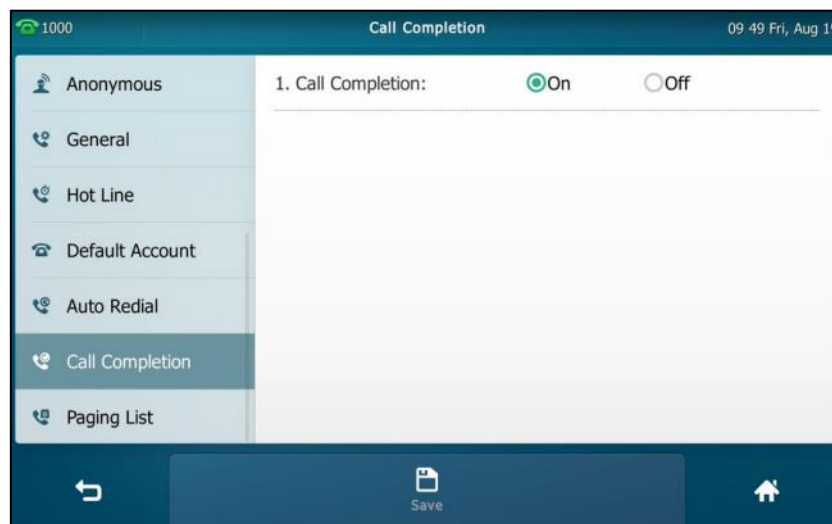 1000 Call Completion 09 49 Fri, Aug 19
Anonymous
1. Call Completion: On Off
General
Hot Line
Default Account
Auto Redial
Call Completion
Paging List
Save